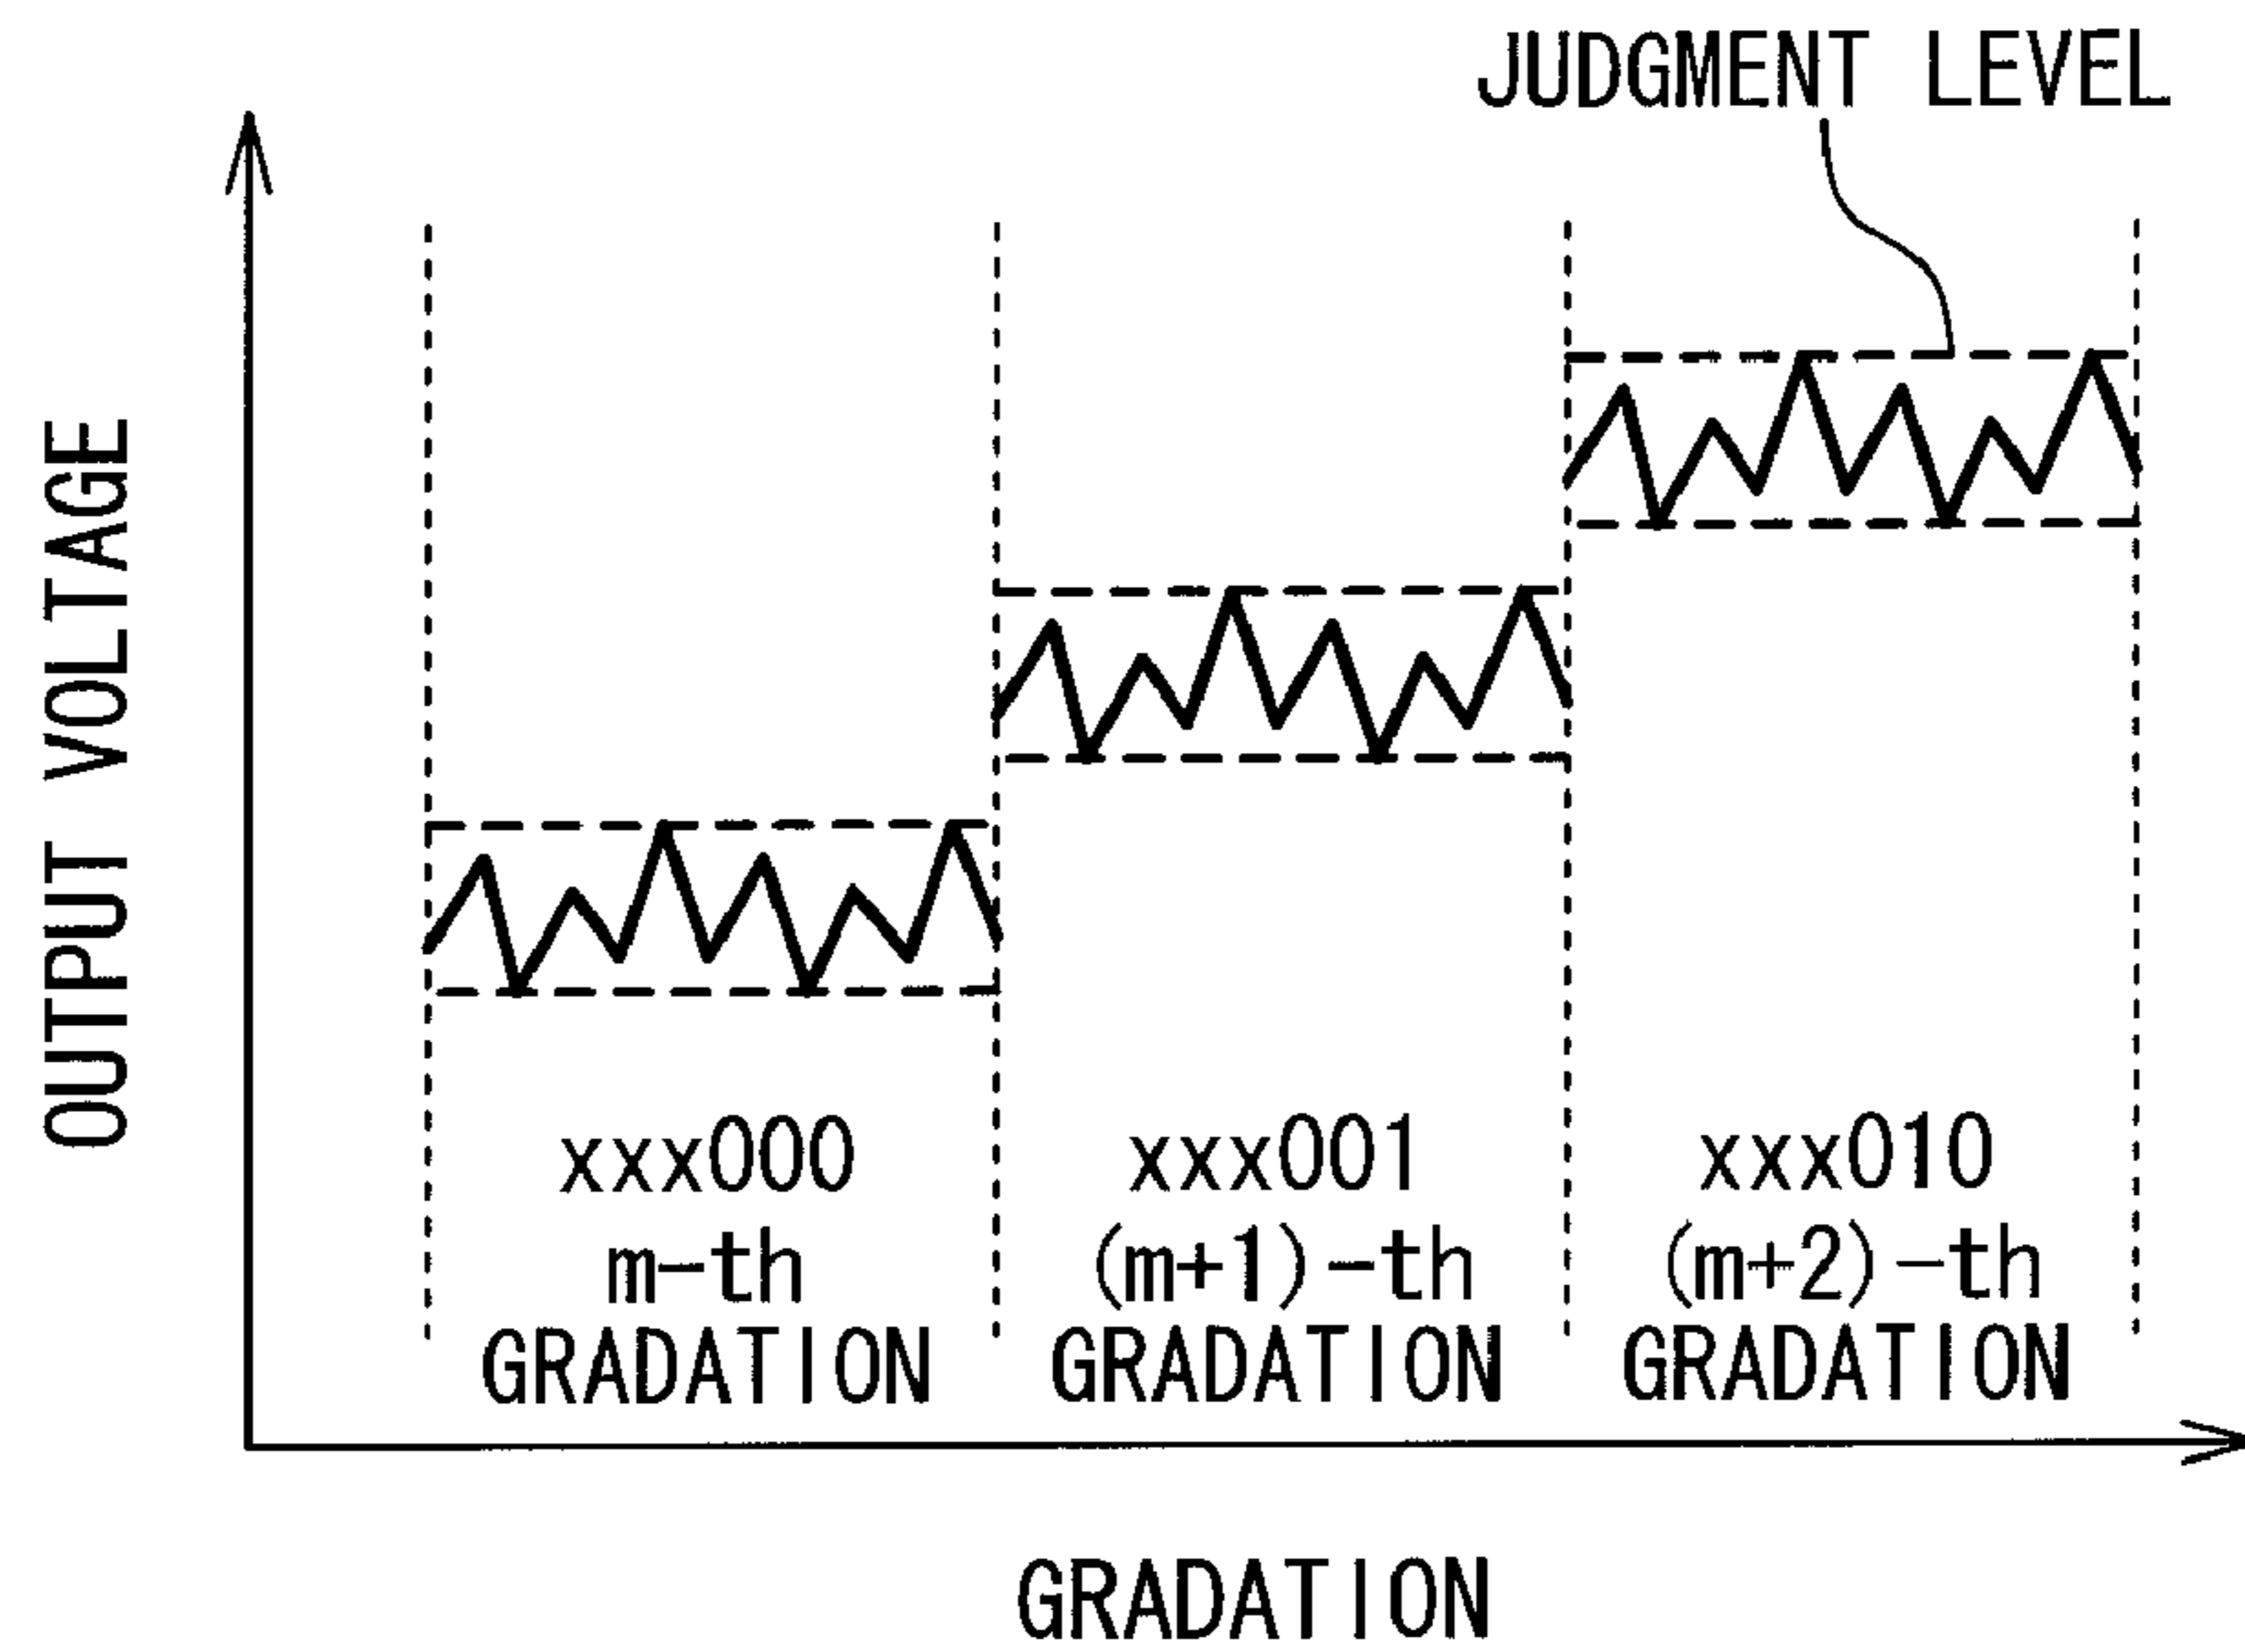 JUDGMENT LEVEL
OUTPUT VOLTAGE
xxx000
m-th
GRADATION
xxx001
(m+1)-th
GRADATION
xxx010
(m+2)-th
GRADATION
GRADATION